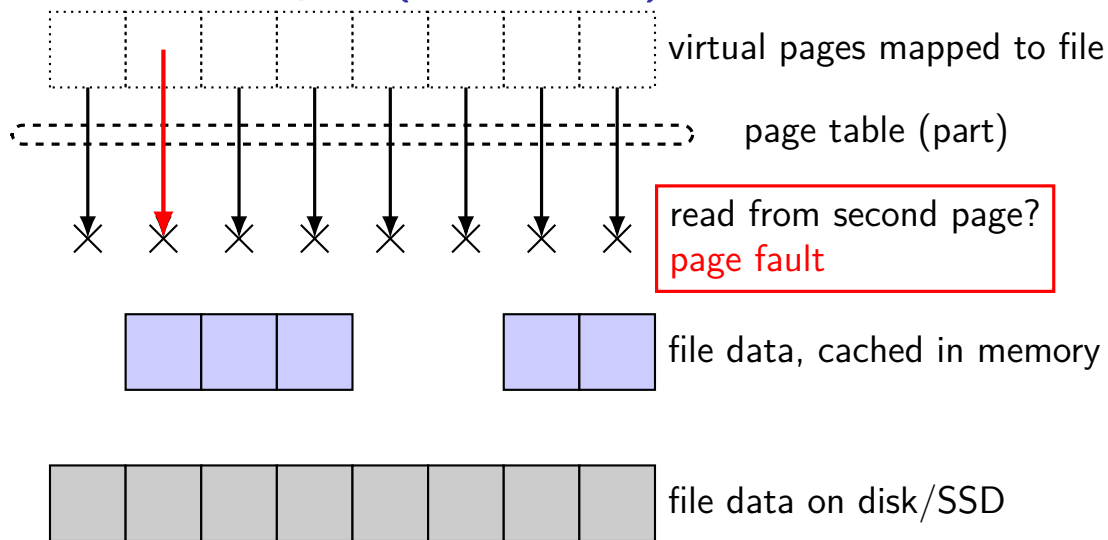 virtual pages mapped to file
page table (part)
read from second page?
page fault
file data, cached in memory
file data on disk/SSD